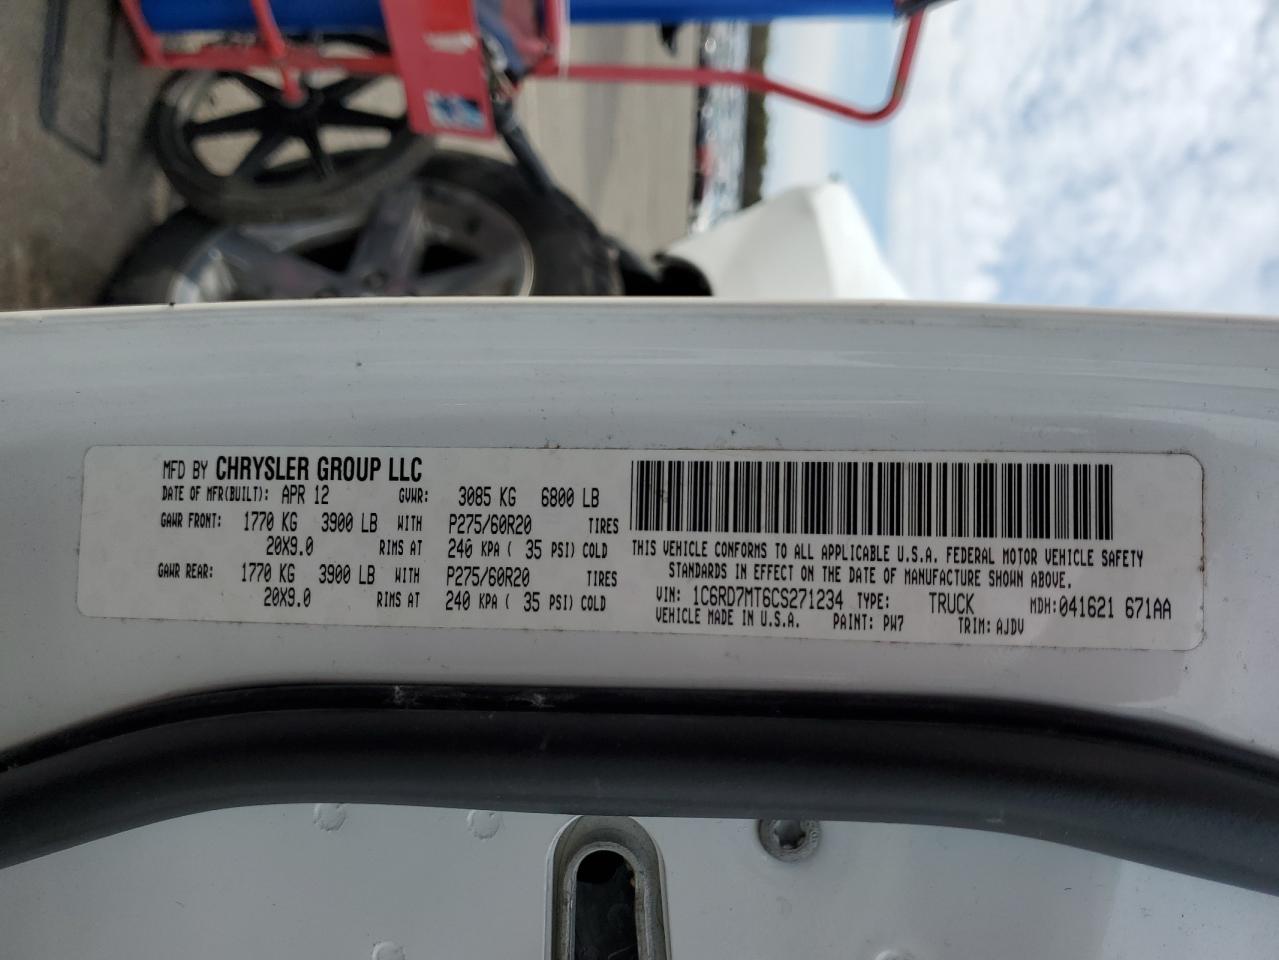 MFD BY CHRYSLER GROUP LLC
DATE OF MFR(BUILT): APR 12 GVWR: 3085 KG 6800 LB
GAWR FRONT: 1770 KG 3900 LB WITH P275/60R20 TIRES
20X9.0 RIMS AT 240 KPA ( 35 PSI) COLD
GAWR REAR: 1770 KG 3900 LB WITH P275/60R20 TIRES
20X9.0 RIMS AT 240 KPA ( 35 PSI) COLD
THIS VEHICLE CONFORMS TO ALL APPLICABLE U.S.A. FEDERAL MOTOR VEHICLE SAFETY
STANDARDS IN EFFECT ON THE DATE OF MANUFACTURE SHOWN ABOVE.
VIN: 1C6RD7MT6CS271234 TYPE: TRUCK MDH:041621 671AA
VEHICLE MADE IN U.S.A. PAINT: PW7 TRIM: AJDV